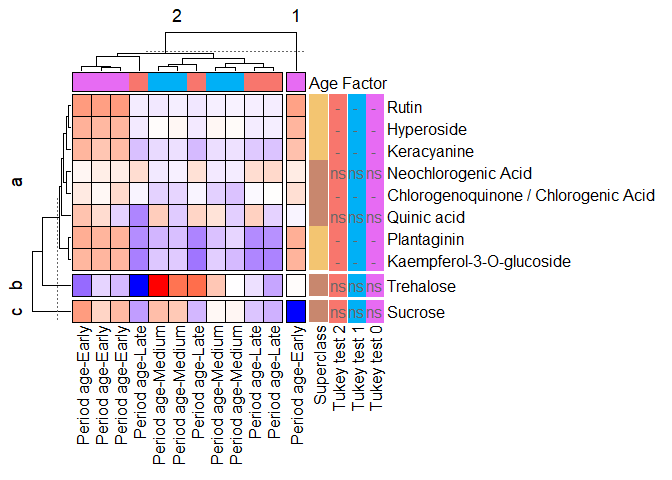 2 1
Age Factor
a
b
c
- - - Rutin
- - - Hyperoside
- - - Keracyanine
ns ns ns Neochlorogenic Acid
- - - Chlorogenoquinone / Chlorogenic Acid
ns ns ns Quinic acid
- - - Plantaginin
- - - Kaempferol-3-O-glucoside
ns ns ns Trehalose
ns ns ns Sucrose
Period age-Early
Period age-Early
Period age-Early
Period age-Late
Period age-Medium
Period age-Medium
Period age-Late
Period age-Medium
Period age-Medium
Period age-Late
Period age-Late
Period age-Early
Superclass
Tukey test 2
Tukey test 1
Tukey test 0